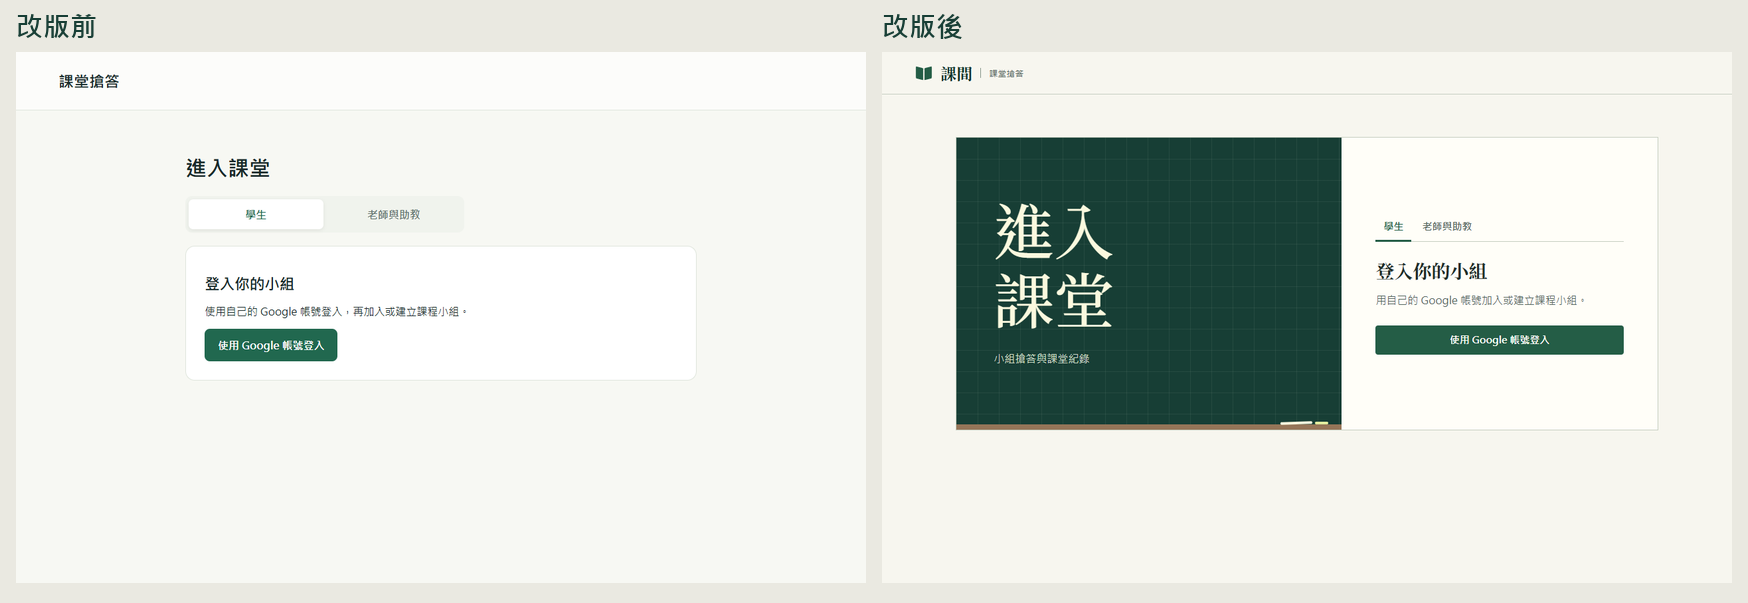 改版前
課堂搶答
進入課堂
學生
老師與助教
登入你的小組
使用自己的 Google 帳號登入，再加入或建立課程小組。
使用 Google 帳號登入
改版後
課間
課堂搶答
進入
課堂
小組搶答與課堂紀錄
學生
老師與助教
登入你的小組
用自己的 Google 帳號加入或建立課程小組。
使用 Google 帳號登入